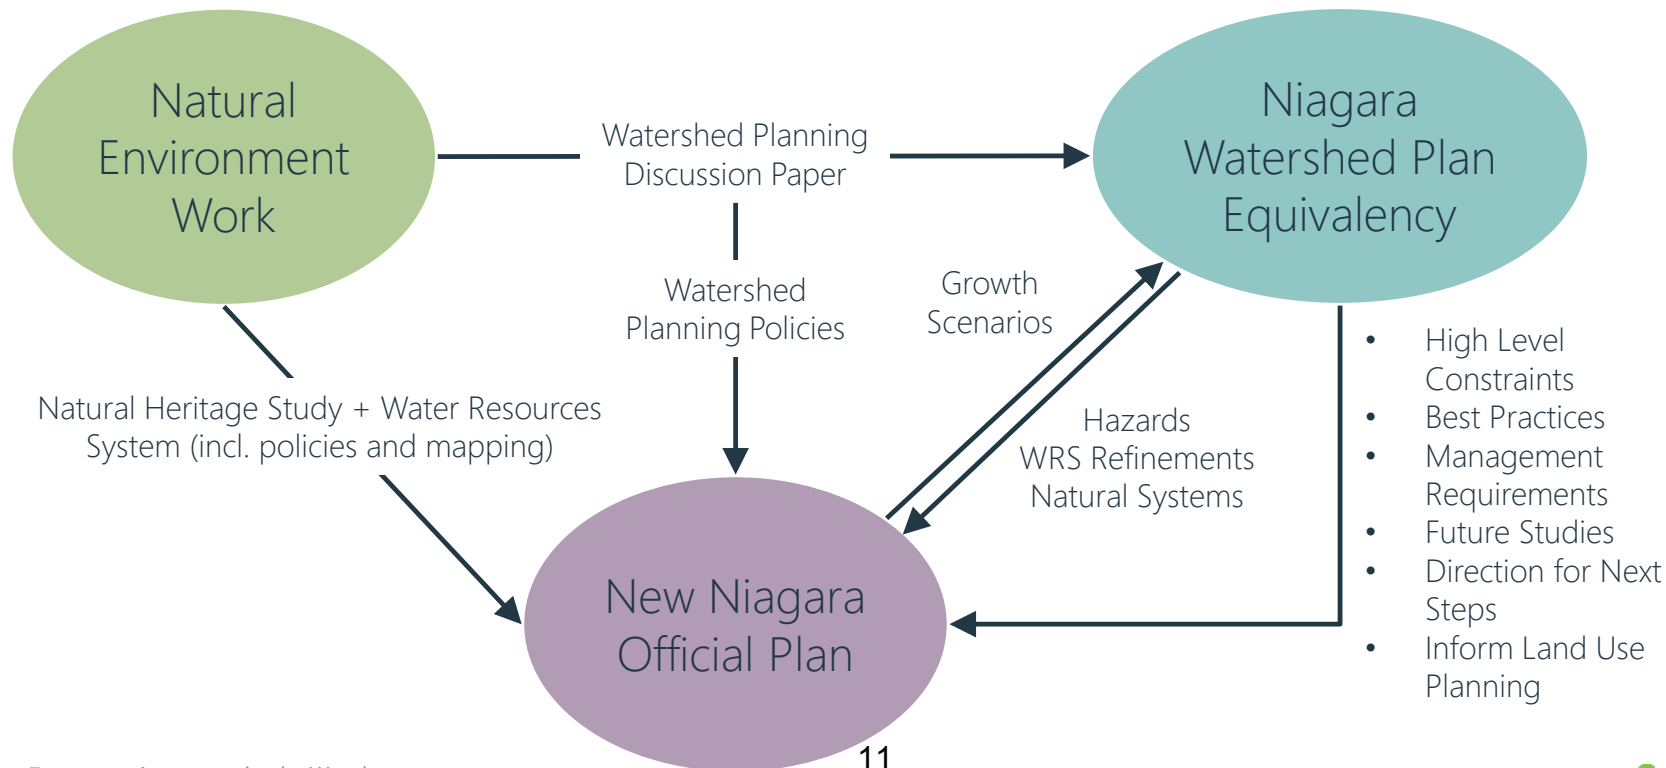 Natural
Environment
Work
Watershed Planning
Discussion Paper
Niagara
Watershed Plan
Equivalency
Watershed
Planning Policies
Growth
Scenarios
Natural Heritage Study + Water Resources
System (incl. policies and mapping)
Hazards
WRS Refinements
Natural Systems
• High Level
Constraints
• Best Practices
• Management
Requirements
• Future Studies
• Direction for Next
Steps
• Inform Land Use
Planning
New Niagara
Official Plan
11